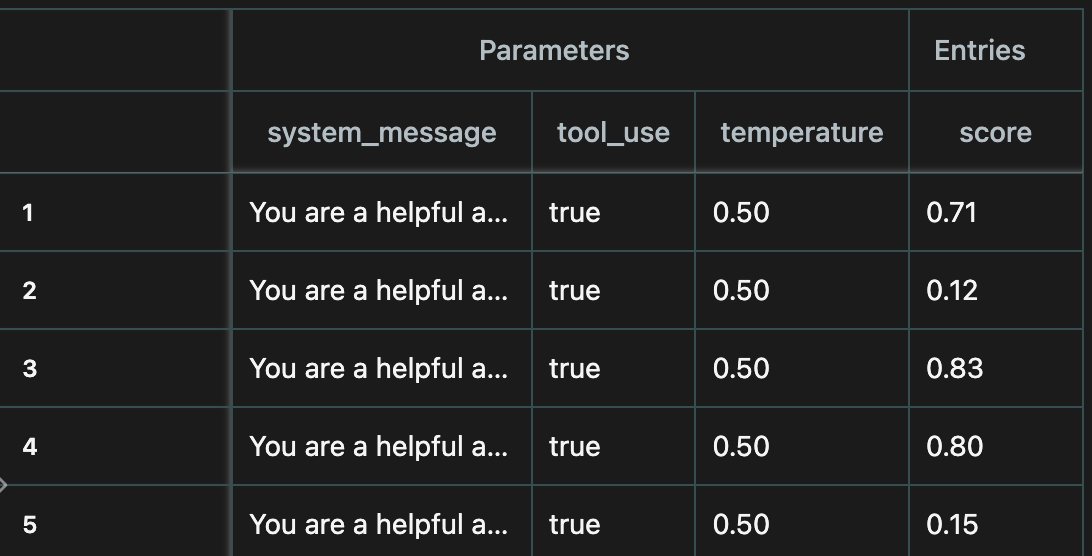 Parameters Entries
system_message tool_use temperature score
1 You are a helpful a... true 0.50 0.71
2 You are a helpful a... true 0.50 0.12
3 You are a helpful a... true 0.50 0.83
4 You are a helpful a... true 0.50 0.80
5 You are a helpful a... true 0.50 0.15